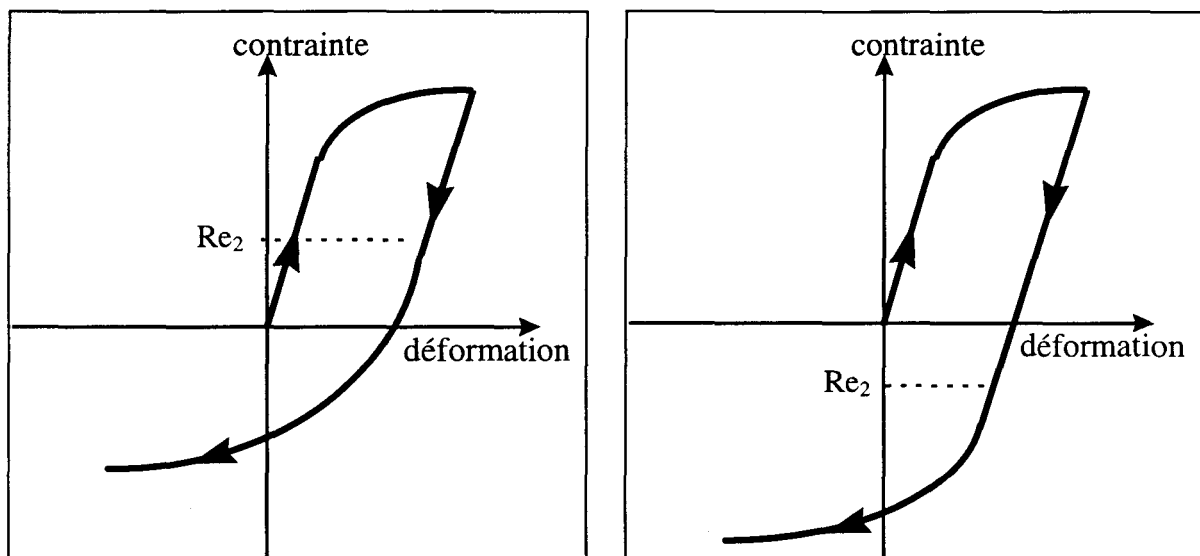 contrainte
Re2
déformation
contrainte
déformation
Re2